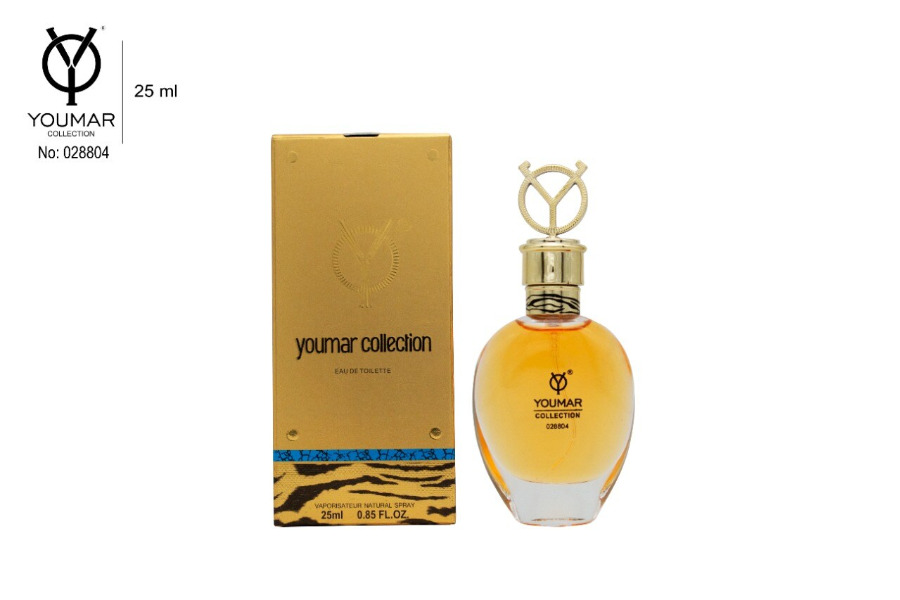 YOUMAR
COLLECTION
No: 028804
25 ml
youmar collection
EAU DE TOILETTE
VAPORISATEUR NATURAL SPRAY
25ml 0.85 FL.OZ.
YOUMAR
COLLECTION
028804